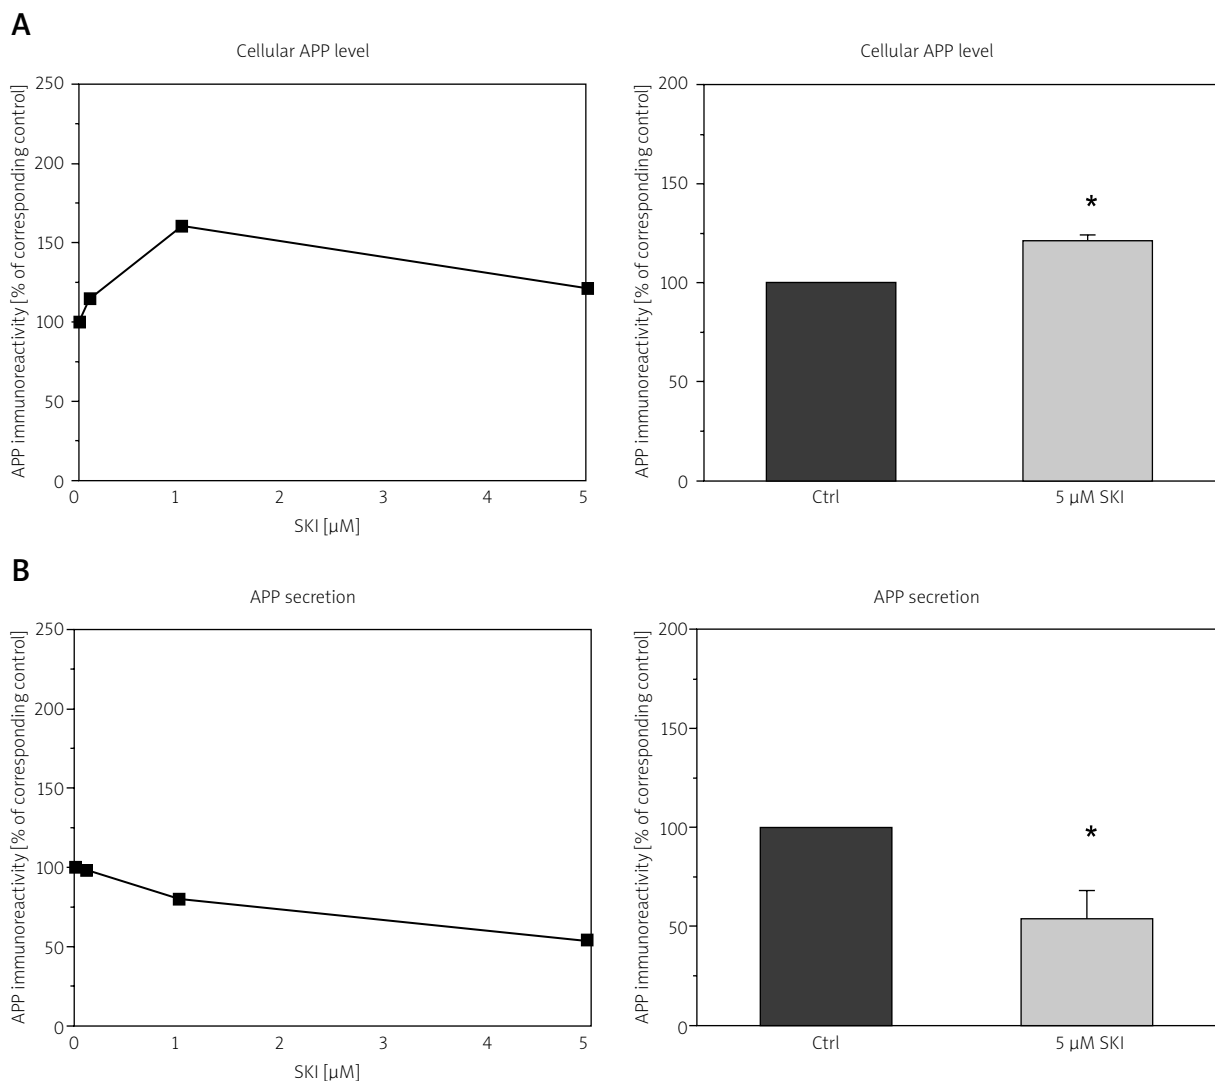 A
Cellular APP level
APP immunoreactivity [% of corresponding control]
250
200
150
100
50
0
0 1 2 3 4 5
SKI [µM]
Cellular APP level
APP immunoreactivity [% of corresponding control]
200
150
100
50
0
*
Ctrl 5 µM SKI
B
APP secretion
APP immunoreactivity [% of corresponding control]
250
200
150
100
50
0
0 1 2 3 4 5
SKI [µM]
APP secretion
APP immunoreactivity [% of corresponding control]
200
150
100
50
0
*
Ctrl 5 µM SKI